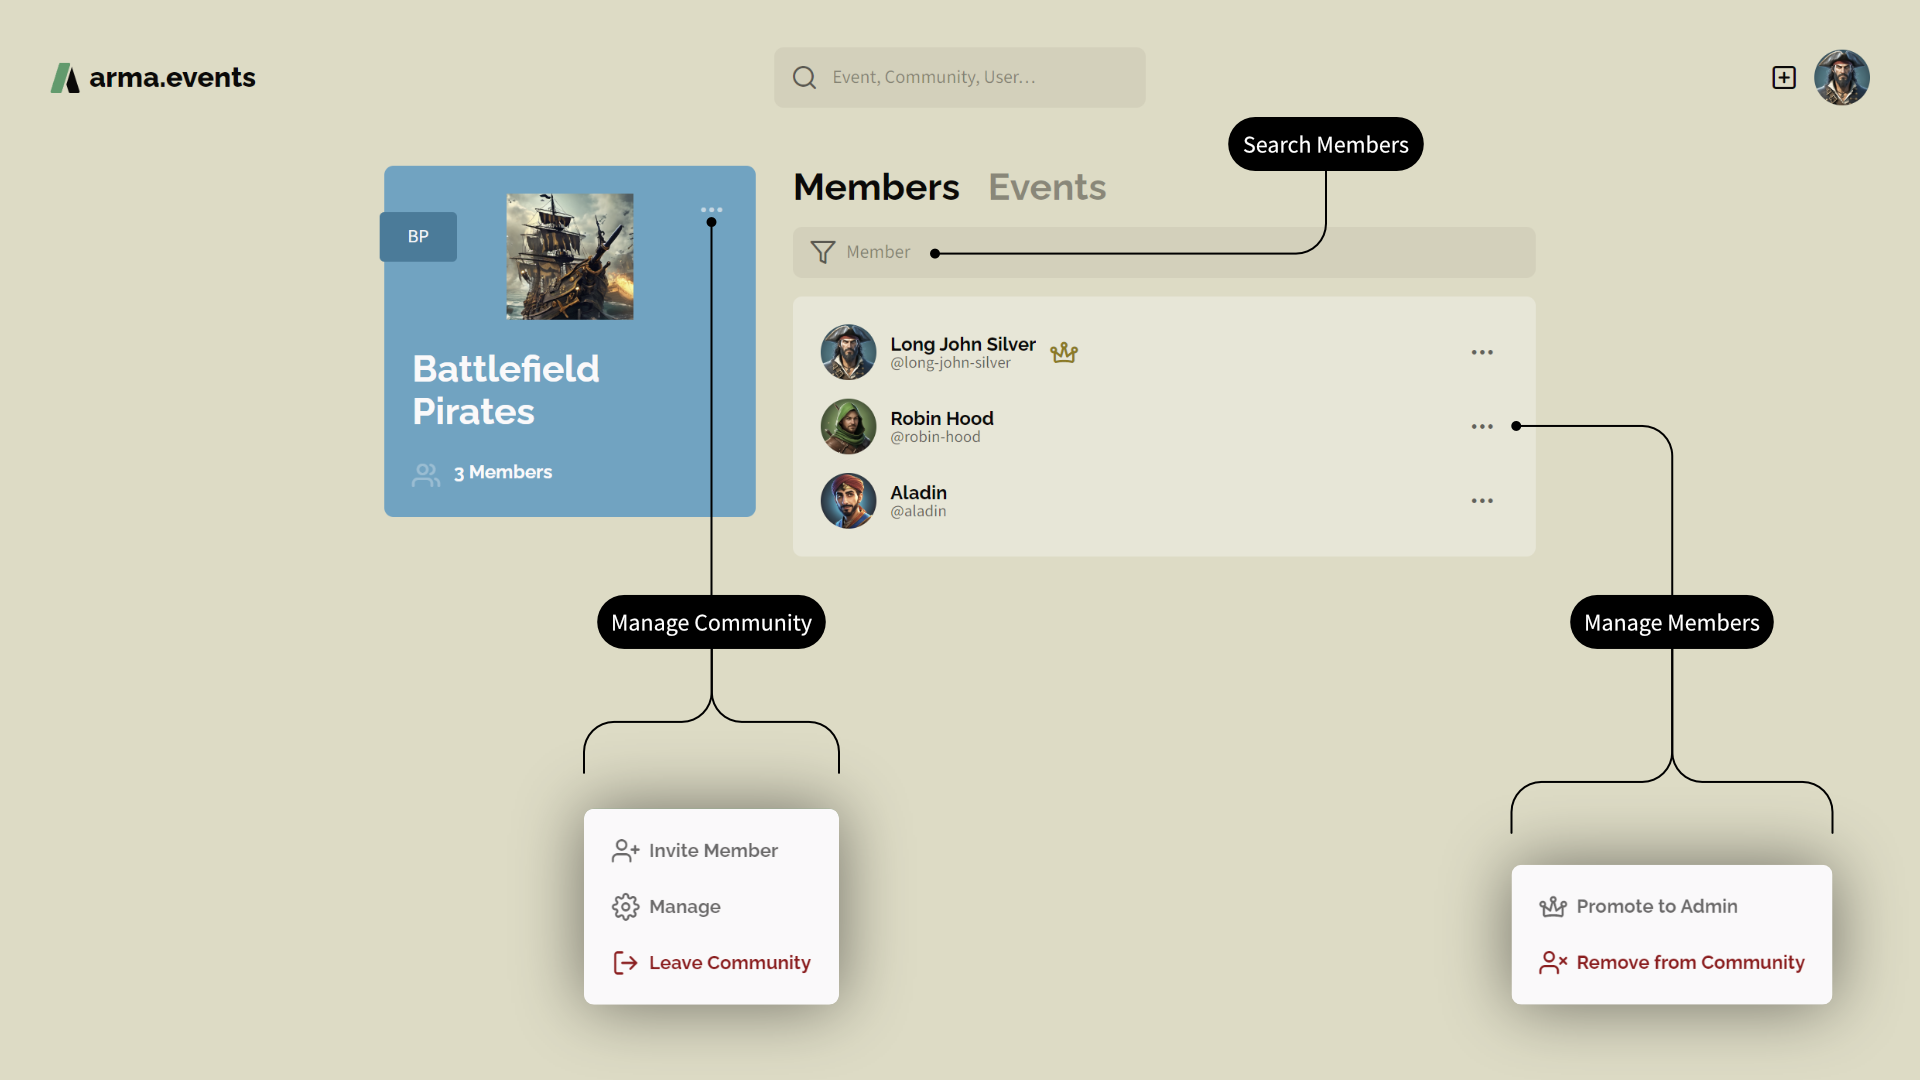 arma.events
Event, Community, User...
Search Members
BP
Battlefield
Pirates
3 Members
Members Events
Member
Long John Silver
@long-john-silver
Robin Hood
@robin-hood
Aladin
@aladin
Manage Community
Invite Member
Manage
Leave Community
Manage Members
Promote to Admin
Remove from Community